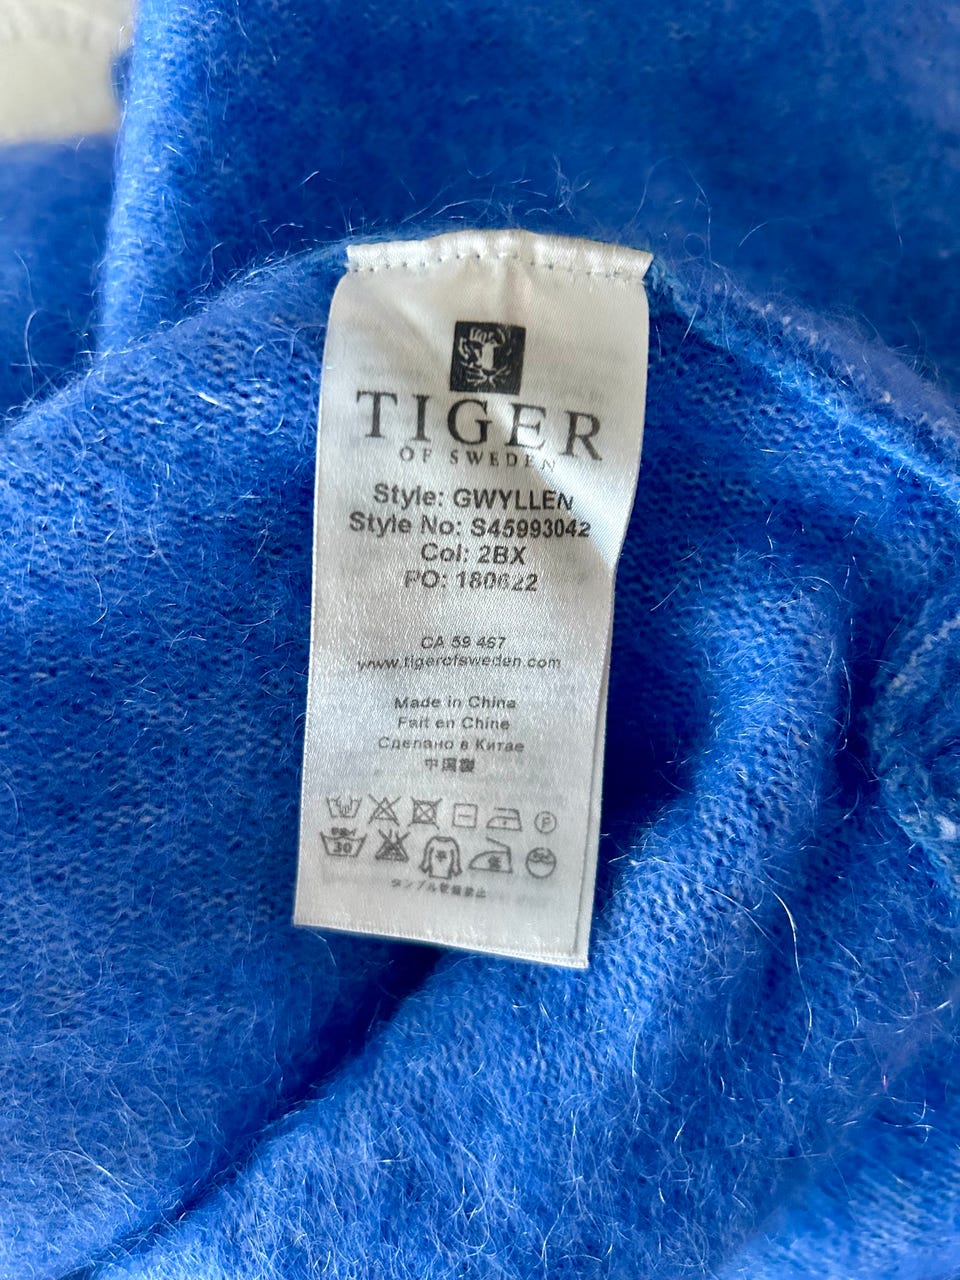 TIGER
OF SWEDEN
Style: GWYLLEN
Style No: S45993042
Col: 2BX
PO: 180622
CA 59 467
www.tigerofsweden.com
Made in China
Fait en Chine
Сделано в Китае
中国製
P
30
タンブル乾燥禁止